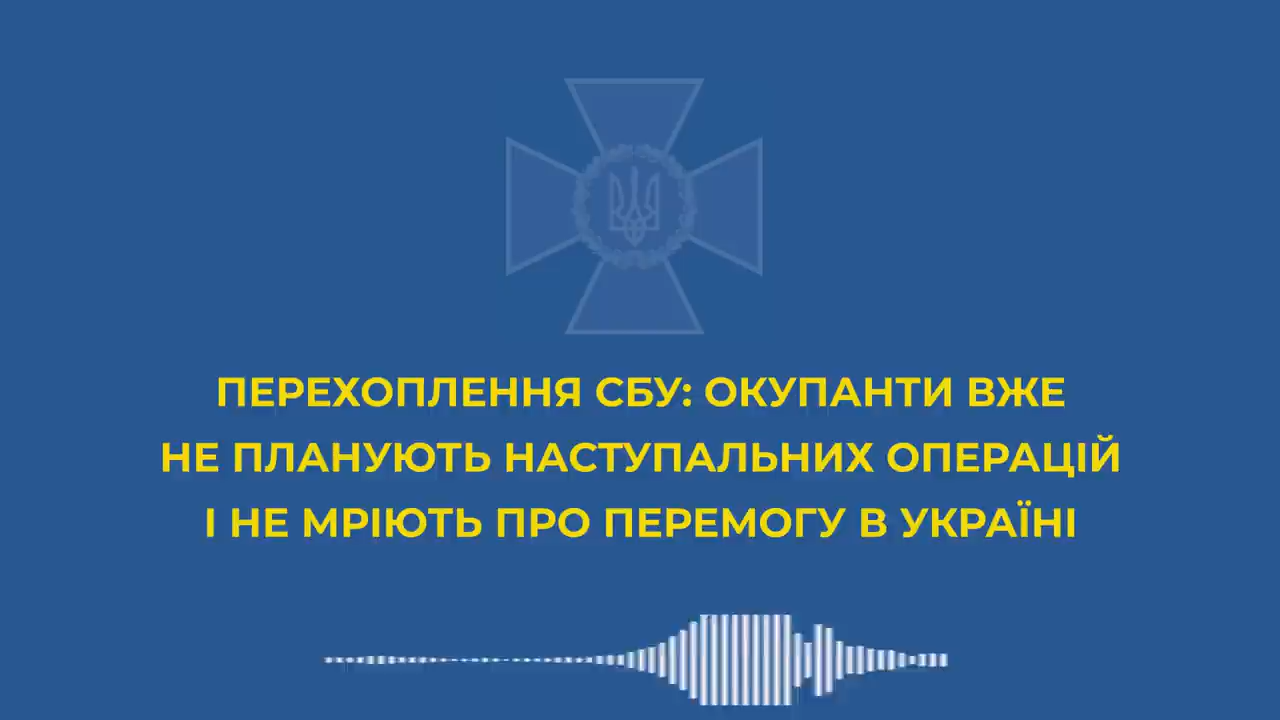 ПЕРЕХОПЛЕННЯ СБУ: ОКУПАНТИ ВЖЕ
НЕ ПЛАНУЮТЬ НАСТУПАЛЬНИХ ОПЕРАЦІЙ
І НЕ МРІЮТЬ ПРО ПЕРЕМОГУ В УКРАЇНІ